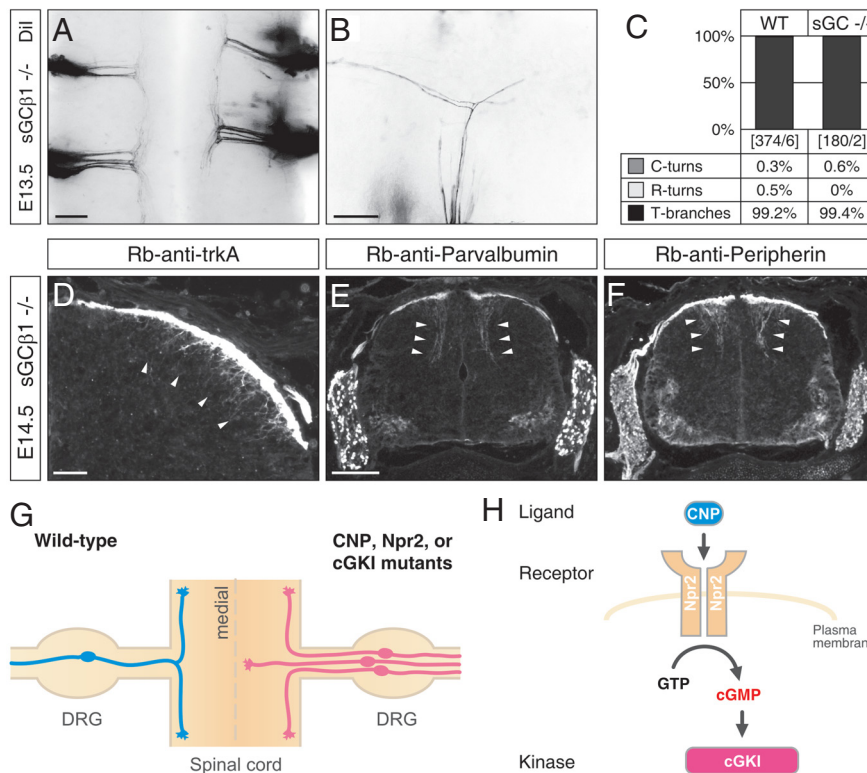 A
B
C
E13.5 sGCβ1 -/- DiI
WT sGC -/
100%
50%
0%
[374/6] [180/2]
C-turns 0.3% 0.6%
R-turns 0.5% 0%
T-branches 99.2% 99.4%
Rb-anti-trkA
Rb-anti-Parvalbumin
Rb-anti-Peripherin
D
E
F
E14.5 sGCβ1 -/-
G
Wild-type
CNP, Npr2, or
cGKI mutants
medial
DRG
DRG
Spinal cord
H
Ligand
CNP
Receptor
Npr2
Npr2
Plasma
membran
GTP
cGMP
Kinase
cGKI